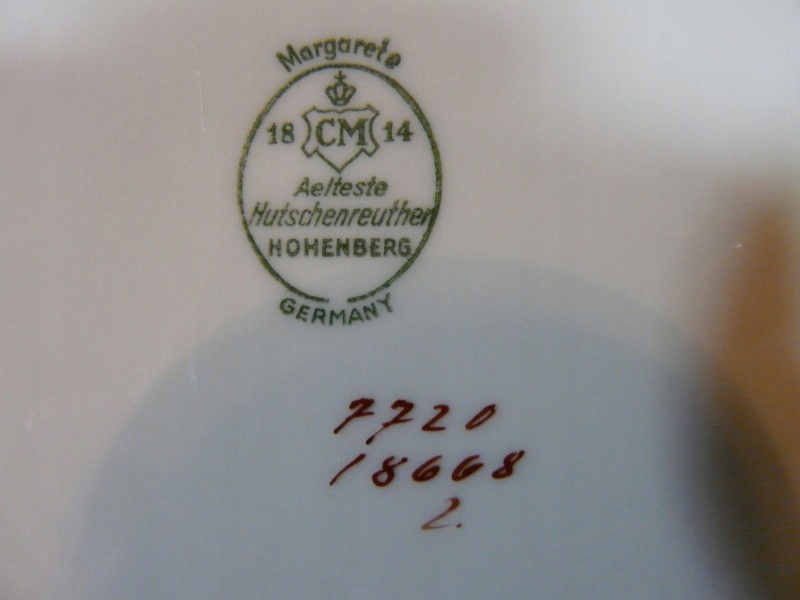 Margarete
18 CM 14
Aelteste
Hutschenreuther
HOHENBERG
GERMANY
7720
18668
2.